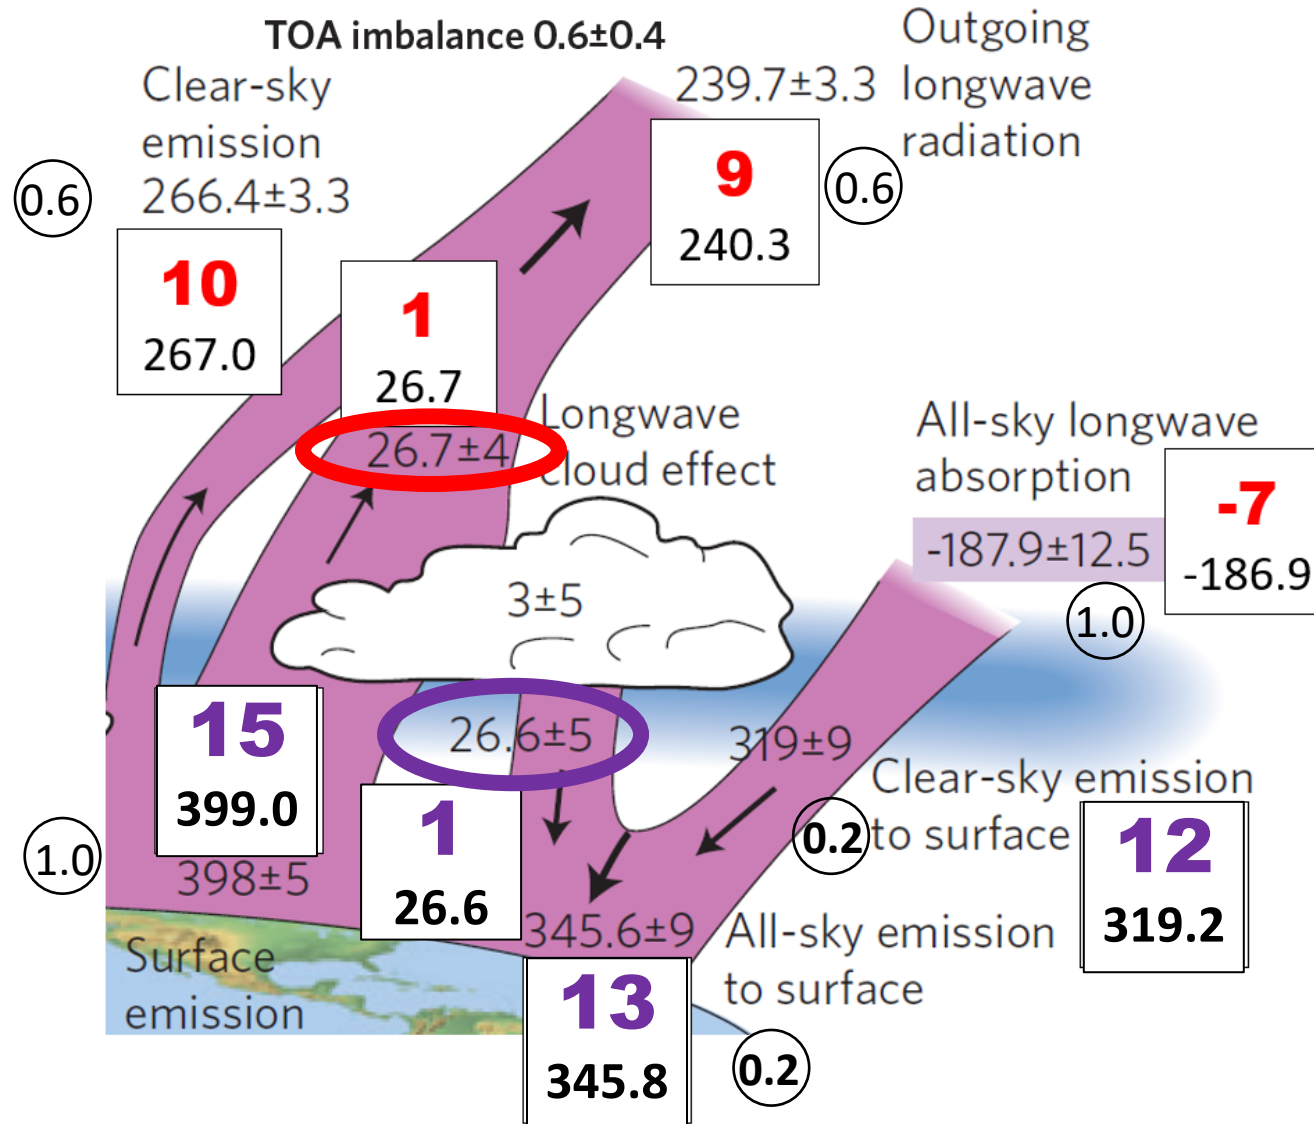 TOA imbalance 0.6±0.4
Clear-sky
emission
266.4±3.3
0.6
10
267.0
1
26.7
26.7±4
239.7±3.3
Outgoing
longwave
radiation
9
240.3
0.6
Longwave
cloud effect
All-sky longwave
absorption
-187.9±12.5
-7
-186.9
1.0
3±5
15
399.0
1.0
398±5
26.6±5
1
26.6
319±9
Clear-sky emission
to surface
0.2
12
319.2
345.6±9
All-sky emission
to surface
13
345.8
0.2
Surface
emission